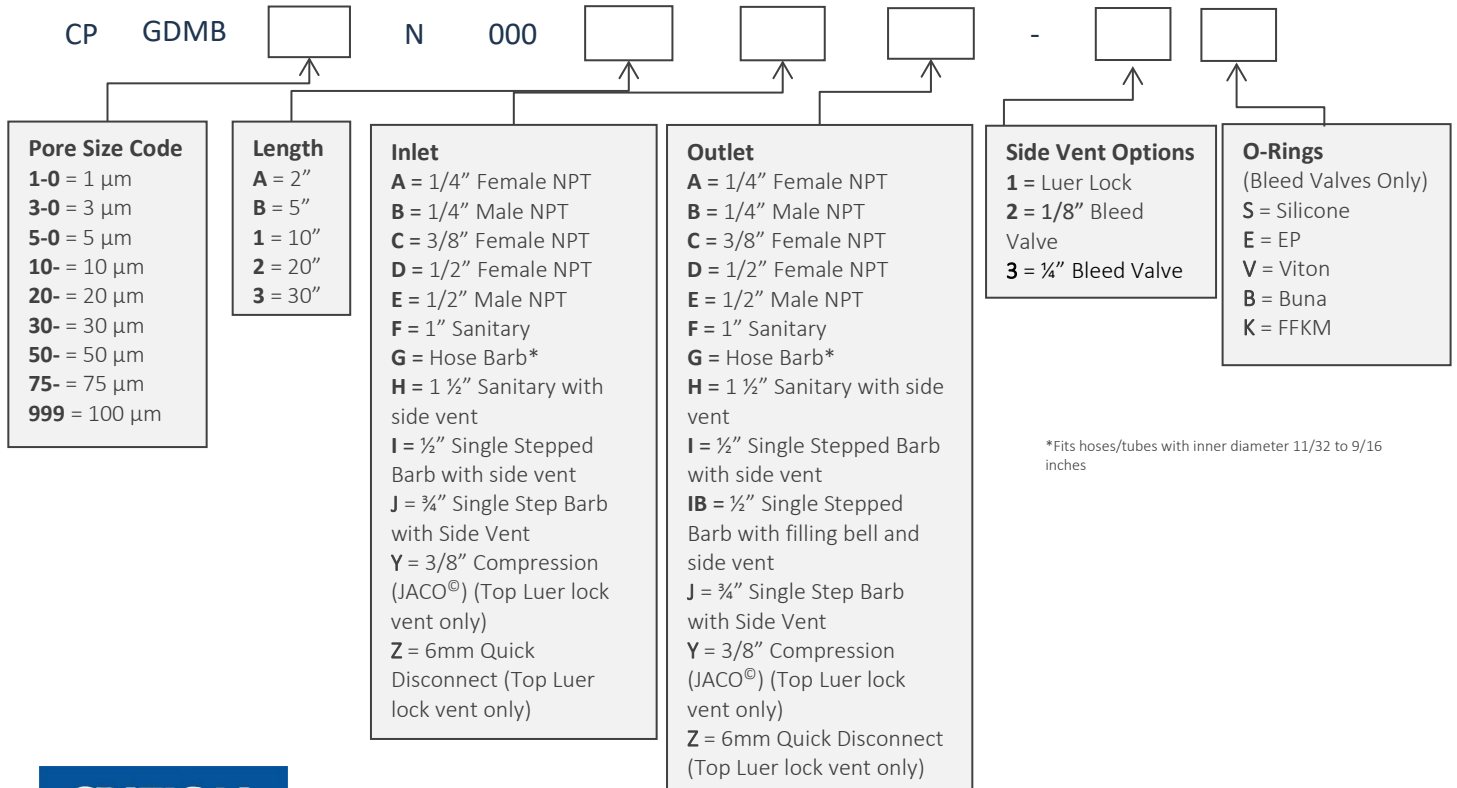 CP GDMB N 000 -
Pore Size Code
1-0 = 1 µm
3-0 = 3 µm
5-0 = 5 µm
10- = 10 µm
20- = 20 µm
30- = 30 µm
50- = 50 µm
75- = 75 µm
999 = 100 µm
Length
A = 2”
B = 5”
1 = 10”
2 = 20”
3 = 30”
Inlet
A = 1/4” Female NPT
B = 1/4” Male NPT
C = 3/8” Female NPT
D = 1/2” Female NPT
E = 1/2” Male NPT
F = 1” Sanitary
G = Hose Barb*
H = 1 ½” Sanitary with
side vent
I = ½” Single Stepped
Barb with side vent
J = ¾” Single Step Barb
with Side Vent
Y = 3/8” Compression
(JACO©) (Top Luer lock
vent only)
Z = 6mm Quick
Disconnect (Top Luer
lock vent only)
Outlet
A = 1/4” Female NPT
B = 1/4” Male NPT
C = 3/8” Female NPT
D = 1/2” Female NPT
E = 1/2” Male NPT
F = 1” Sanitary
G = Hose Barb*
H = 1 ½” Sanitary with side
vent
I = ½” Single Stepped Barb
with side vent
IB = ½” Single Stepped
Barb with filling bell and
side vent
J = ¾” Single Step Barb
with Side Vent
Y = 3/8” Compression
(JACO©) (Top Luer lock
vent only)
Z = 6mm Quick Disconnect
(Top Luer lock vent only)
Side Vent Options
1 = Luer Lock
2 = 1/8” Bleed
Valve
3 = ¼” Bleed Valve
O-Rings
(Bleed Valves Only)
S = Silicone
E = EP
V = Viton
B = Buna
K = FFKM
*Fits hoses/tubes with inner diameter 11/32 to 9/16
inches